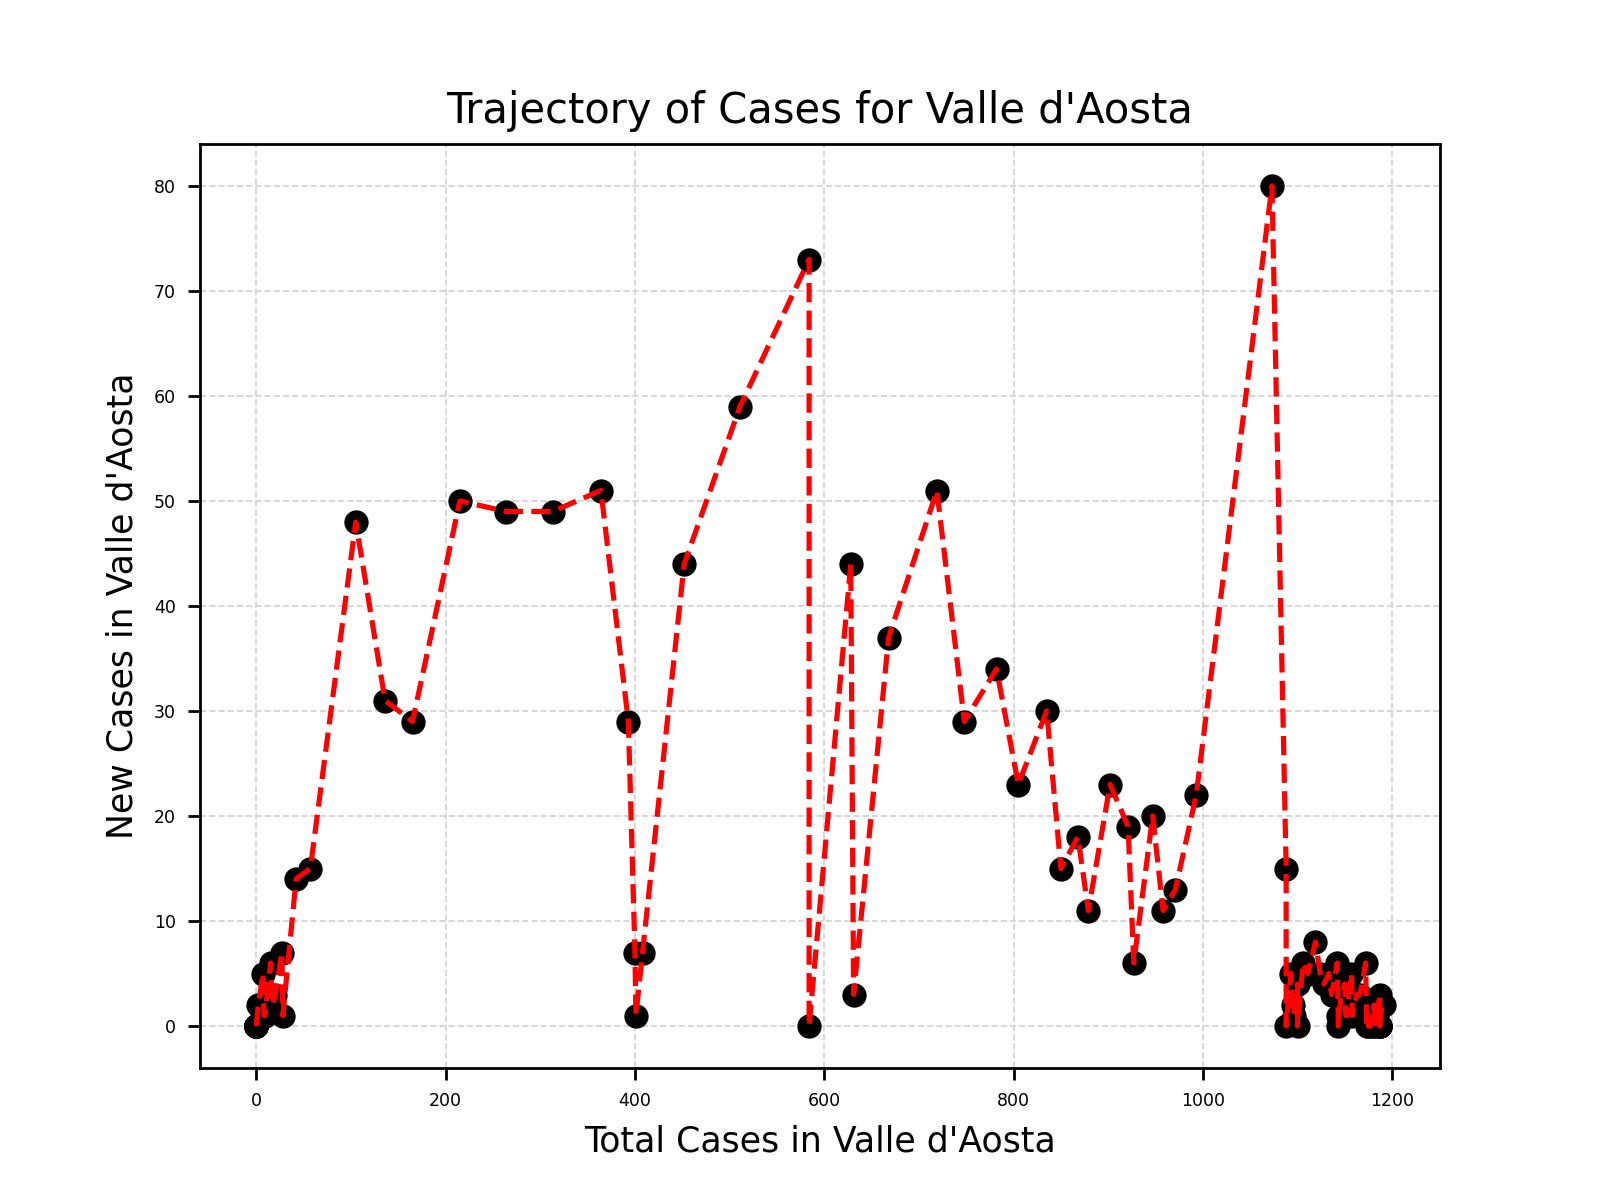 Trajectory of Cases for Valle d'Aosta
New Cases in Valle d'Aosta
80
70
60
50
40
30
20
10
0
0 200 400 600 800 1000 1200
Total Cases in Valle d'Aosta